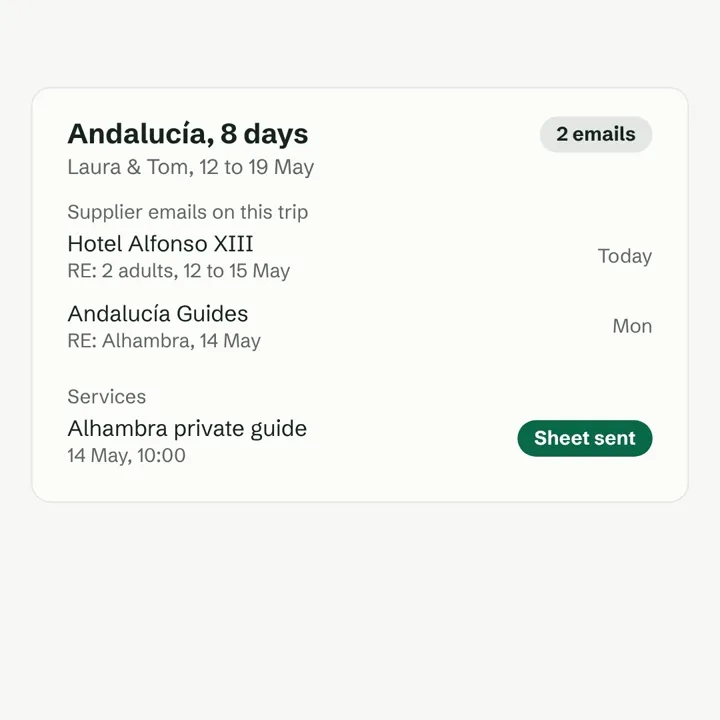 Andalucía, 8 days
2 emails
Laura & Tom, 12 to 19 May
Supplier emails on this trip
Hotel Alfonso XIII
RE: 2 adults, 12 to 15 May
Today
Andalucía Guides
RE: Alhambra, 14 May
Mon
Services
Alhambra private guide
14 May, 10:00
Sheet sent